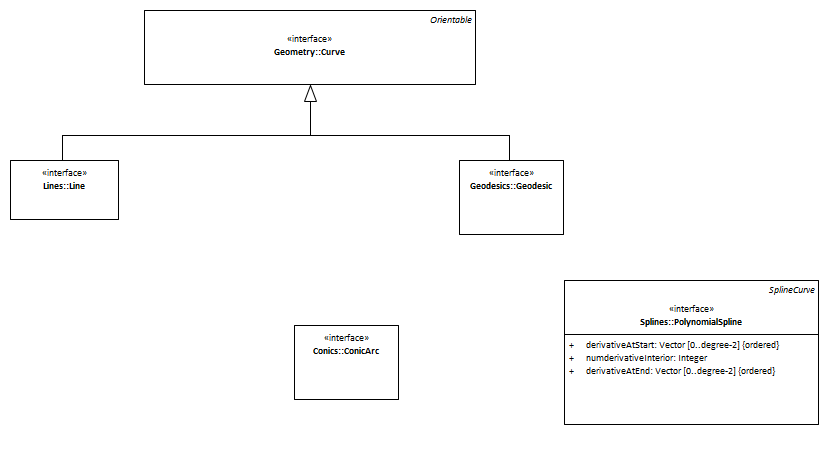 Orientable
«interface»
Geometry::Curve
«interface»
Lines::Line
«interface»
Geodesics::Geodesic
SplineCurve
«interface»
Splines::PolynomialSpline
«interface»
Conics::ConicArc
+ derivativeAtStart: Vector [0..degree-2] {ordered}
+ numderivativeInterior: Integer
+ derivativeAtEnd: Vector [0..degree-2] {ordered}